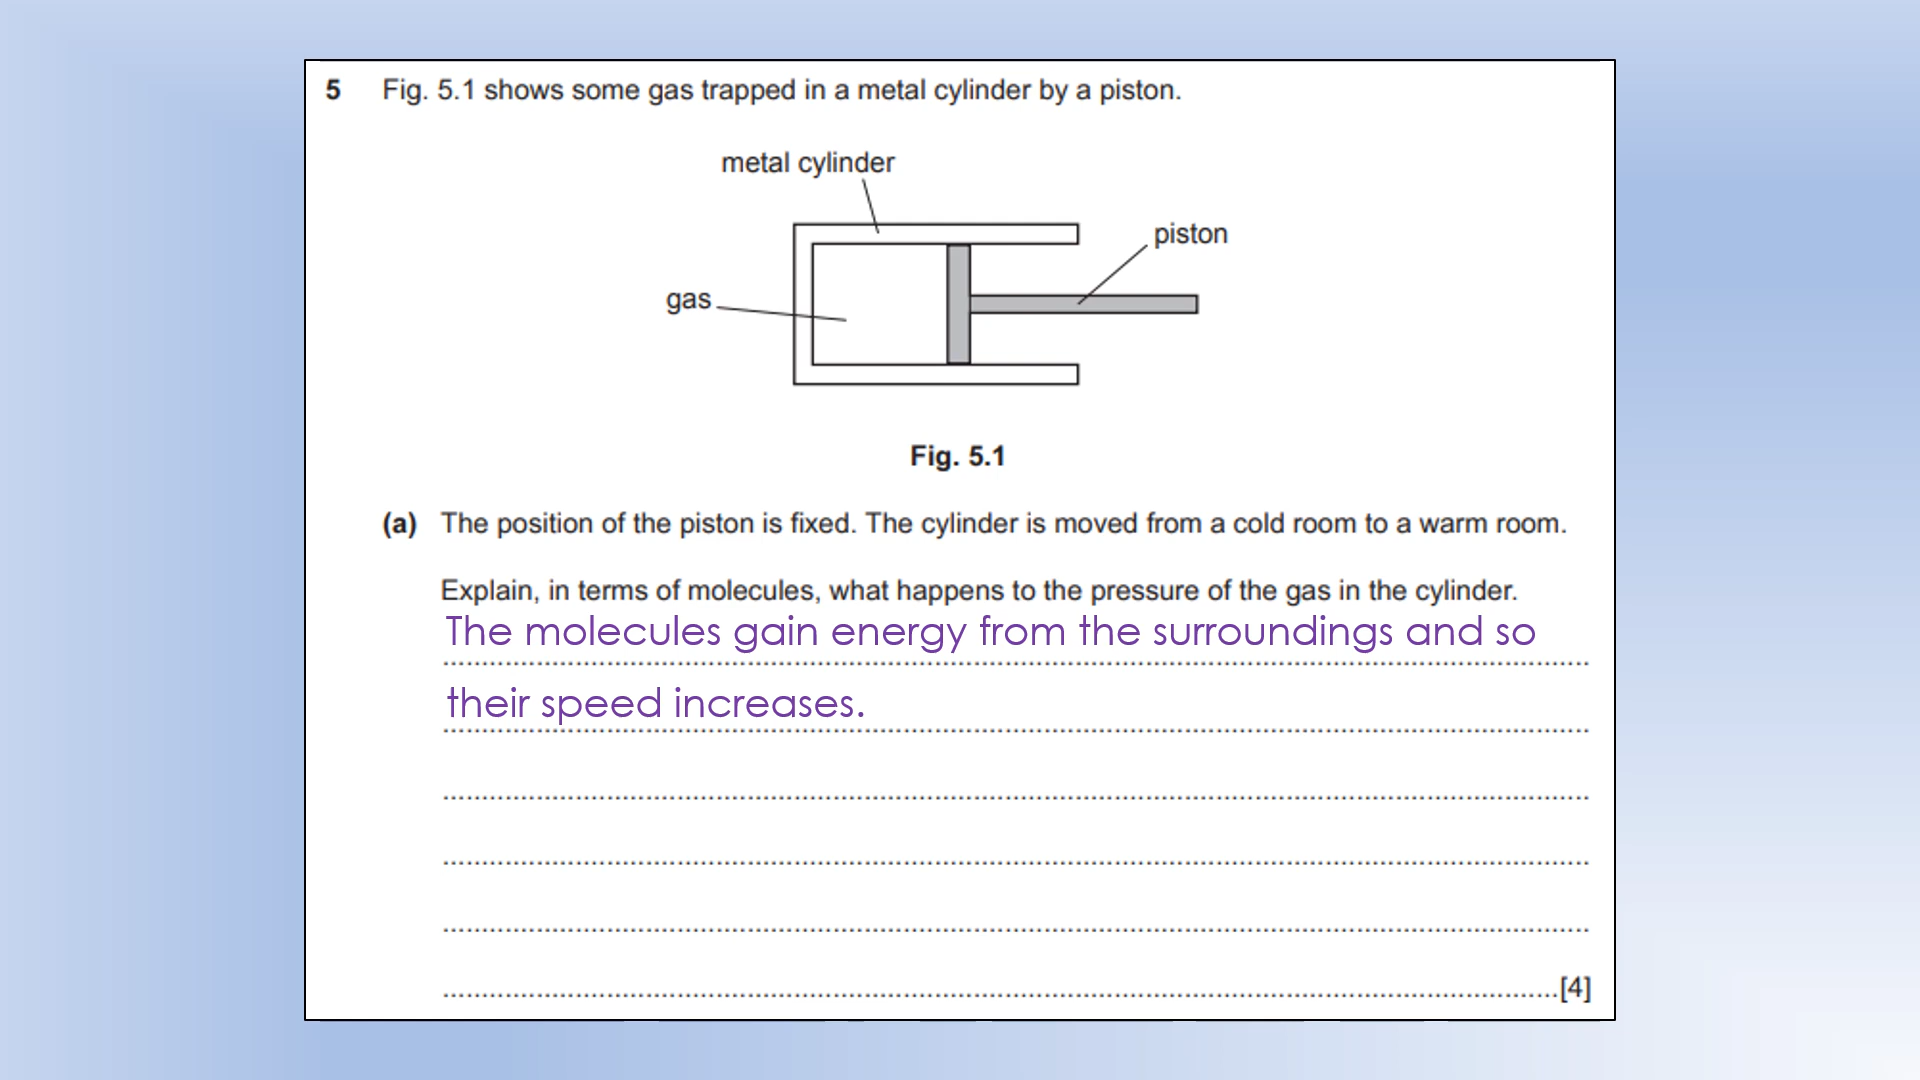 5 Fig. 5.1 shows some gas trapped in a metal cylinder by a piston.
metal cylinder
piston
gas
Fig. 5.1
(a) The position of the piston is fixed. The cylinder is moved from a cold room to a warm room.
Explain, in terms of molecules, what happens to the pressure of the gas in the cylinder.
The molecules gain energy from the surroundings and so
their speed increases.
[4]